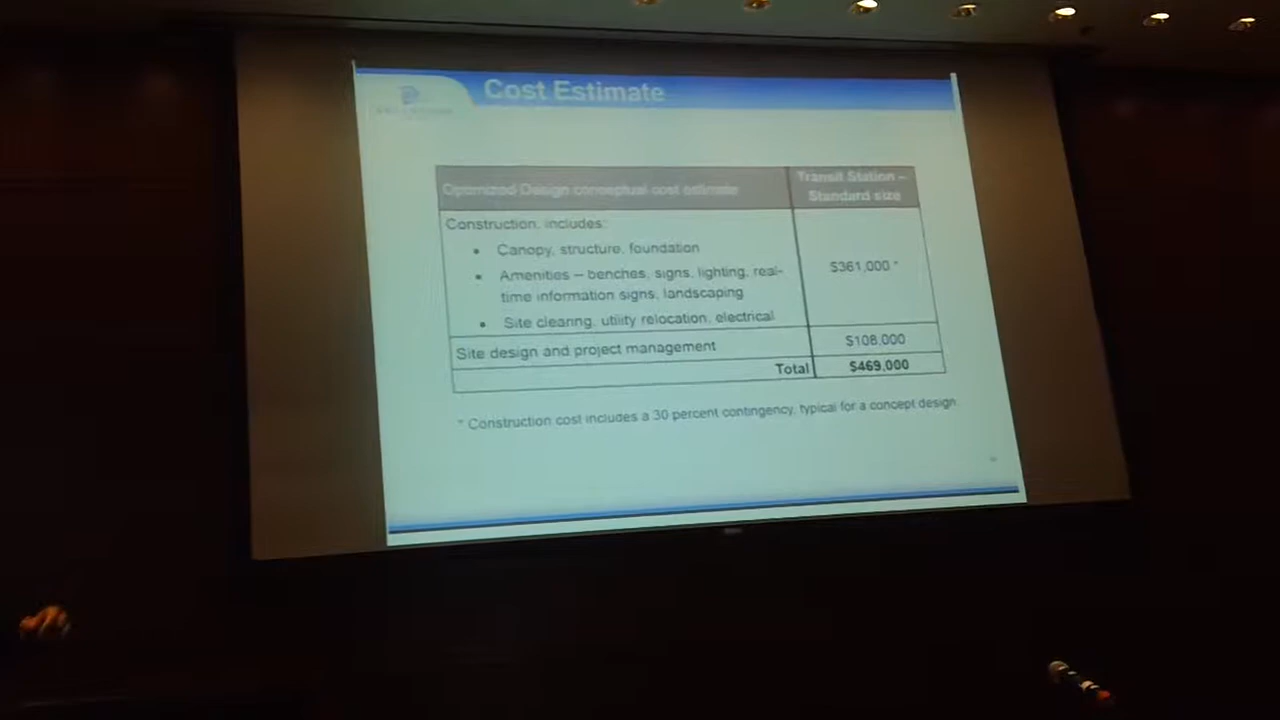 Cost Estimate
Optimized Design conceptual cost estimate
Transit Station –
Standard size
Construction, includes:
• Canopy, structure, foundation
• Amenities – benches, signs, lighting, real-
time information signs, landscaping
• Site clearing, utility relocation, electrical
$361,000 *
Site design and project management
$108,000
Total
$469,000
* Construction cost includes a 30 percent contingency, typical for a concept design.